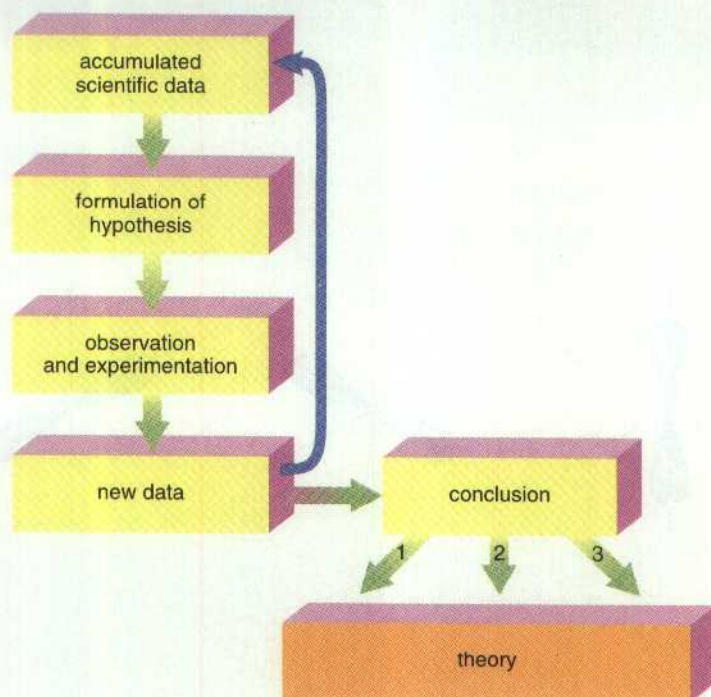 accumulated
scientific data
formulation of
hypothesis
observation
and experimentation
new data
conclusion
1
2
3
theory